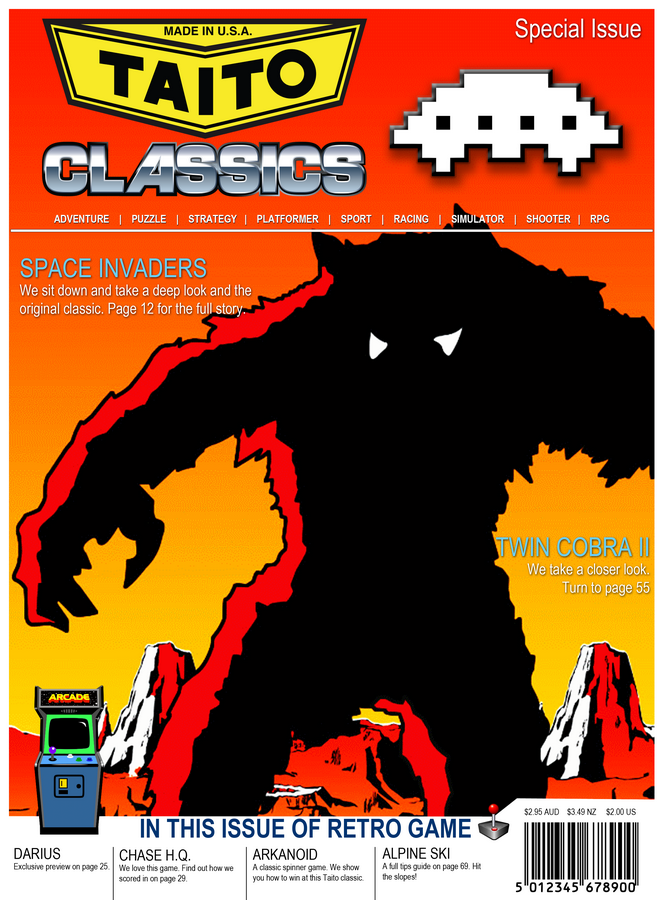 MADE IN U.S.A.
TAITO
CLASSICS
Special Issue
ADVENTURE | PUZZLE | STRATEGY | PLATFORMER | SPORT | RACING | SIMULATOR | SHOOTER | RPG
SPACE INVADERS
We sit down and take a deep look and the
original classic. Page 12 for the full story.
TWIN COBRA II
We take a closer look.
Turn to page 55
ARCADE
IN THIS ISSUE OF RETRO GAME
$2.95 AUD $3.49 NZ $2.00 US
DARIUS
Exclusive preview on page 25.
CHASE H.Q.
We love this game. Find out how we
scored in on page 29.
ARKANOID
A classic spinner game. We show
you how to win at this Taito classic.
ALPINE SKI
A full tips guide on page 69. Hit
the slopes!
5 012345 678900